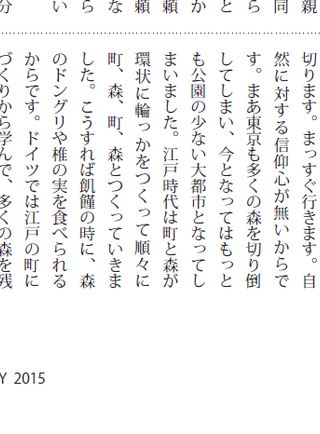 親
同
ら
と
か
頼
頼
な
ら
い
分
切ります。まっすぐ行きます。自
然に対する信仰心が無いからで
す。まあ東京も多くの森を切り倒
してしまい、今となってはもっと
も公園の少ない大都市となってし
まいました。江戸時代は町と森が
環状に輪っかをつくって順々に
町、森、町、森とつくっていきま
した。こうすれば飢饉の時に、森
のドングリや椎の実を食べられる
からです。ドイツでは江戸の町に
づくりから学んで、多くの森を残
Y 2015